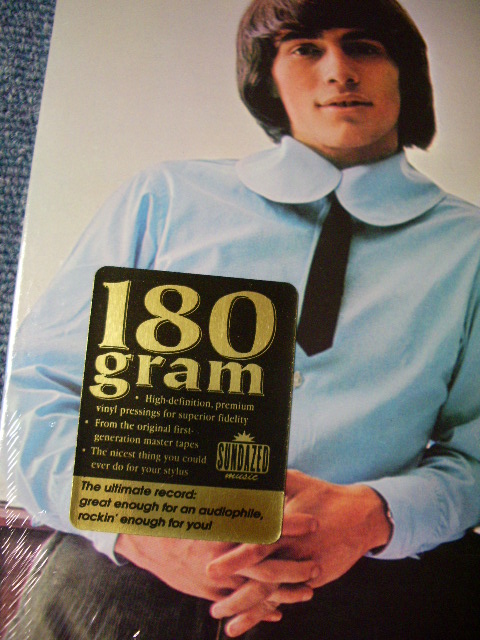 180
gram
• High-definition, premium
vinyl pressings for superior fidelity
• From the original first-
generation master tapes
• The nicest thing you could
ever do for your stylus
SUNDAZED
music
The ultimate record:
great enough for an audiophile,
rockin' enough for you!